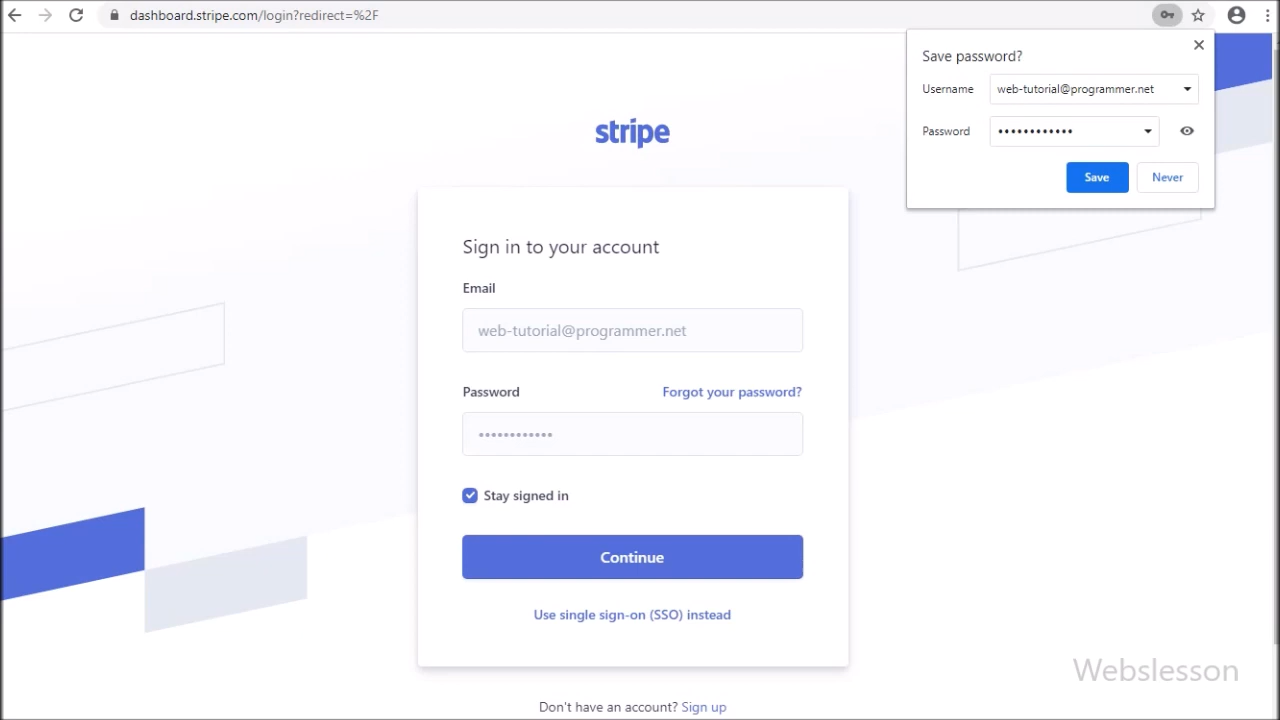 dashboard.stripe.com/login?redirect=%2F
Save password?
Username web-tutorial@programmer.net
Password ••••••••••••
Save Never
stripe
Sign in to your account
Email
web-tutorial@programmer.net
Password Forgot your password?
••••••••••••
Stay signed in
Continue
Use single sign-on (SSO) instead
Webslesson
Don't have an account? Sign up